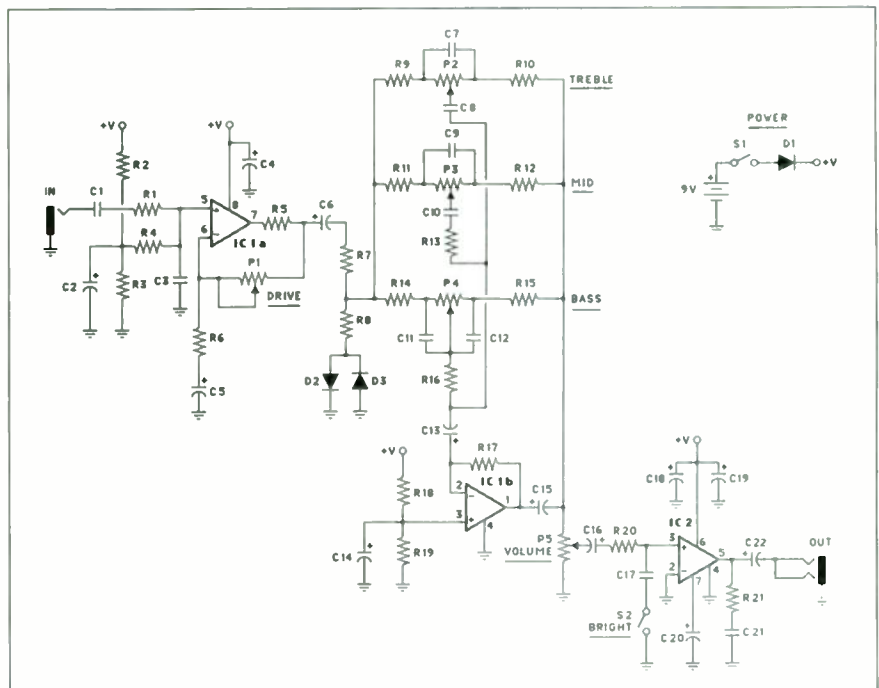 C7
R9 P2 R10
TREBLE
C8
POWER
S1 D1
+V
9V
+
+V
R2
+V
C4
+
C9
R11 P3 R12
MID
C10
R13
IN
C1 R1
5 + 8 7 R5
6 -
IC1a
C6
+
R4
P1
DRIVE
R7
C2
+
R3
C3
R14 P4 R15
BASS
R8
C11 C12
R6
R16
D2 D3
C5
+
C13
+
R17
+V
R18
IC1b
2 - 1
3 +
4
C15
+
+V
C18 + + C19
C14
+
R19
P5
VOLUME
C16
+
R20
IC2
3 + 6
2 - 5
7 4
C22
+
OUT
C17
R21
S2
BRIGHT
C20
+
C21